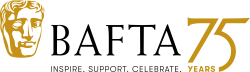 BAFTA 75
INSPIRE. SUPPORT. CELEBRATE. YEARS